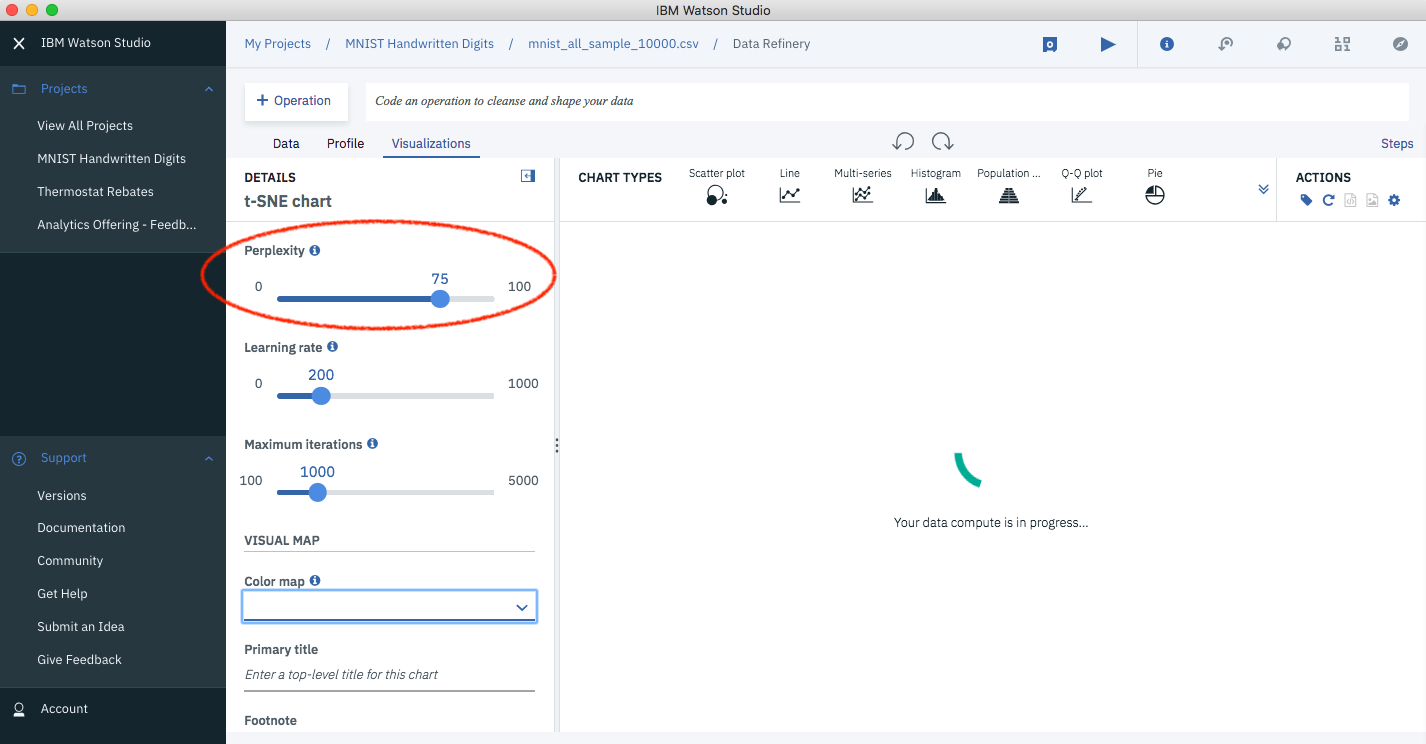 IBM Watson Studio
IBM Watson Studio
Projects
View All Projects
MNIST Handwritten Digits
Thermostat Rebates
Analytics Offering - Feedb...
Support
Versions
Documentation
Community
Get Help
Submit an Idea
Give Feedback
Account
My Projects / MNIST Handwritten Digits / mnist_all_sample_10000.csv / Data Refinery
+ Operation
Code an operation to cleanse and shape your data
Data Profile Visualizations
Steps
DETAILS
t-SNE chart
Perplexity
75
0 100
Learning rate
200
0 1000
Maximum iterations
1000
100 5000
VISUAL MAP
Color map
Primary title
Enter a top-level title for this chart
Footnote
CHART TYPES
Scatter plot Line Multi-series Histogram Population ... Q-Q plot Pie
ACTIONS
Your data compute is in progress...